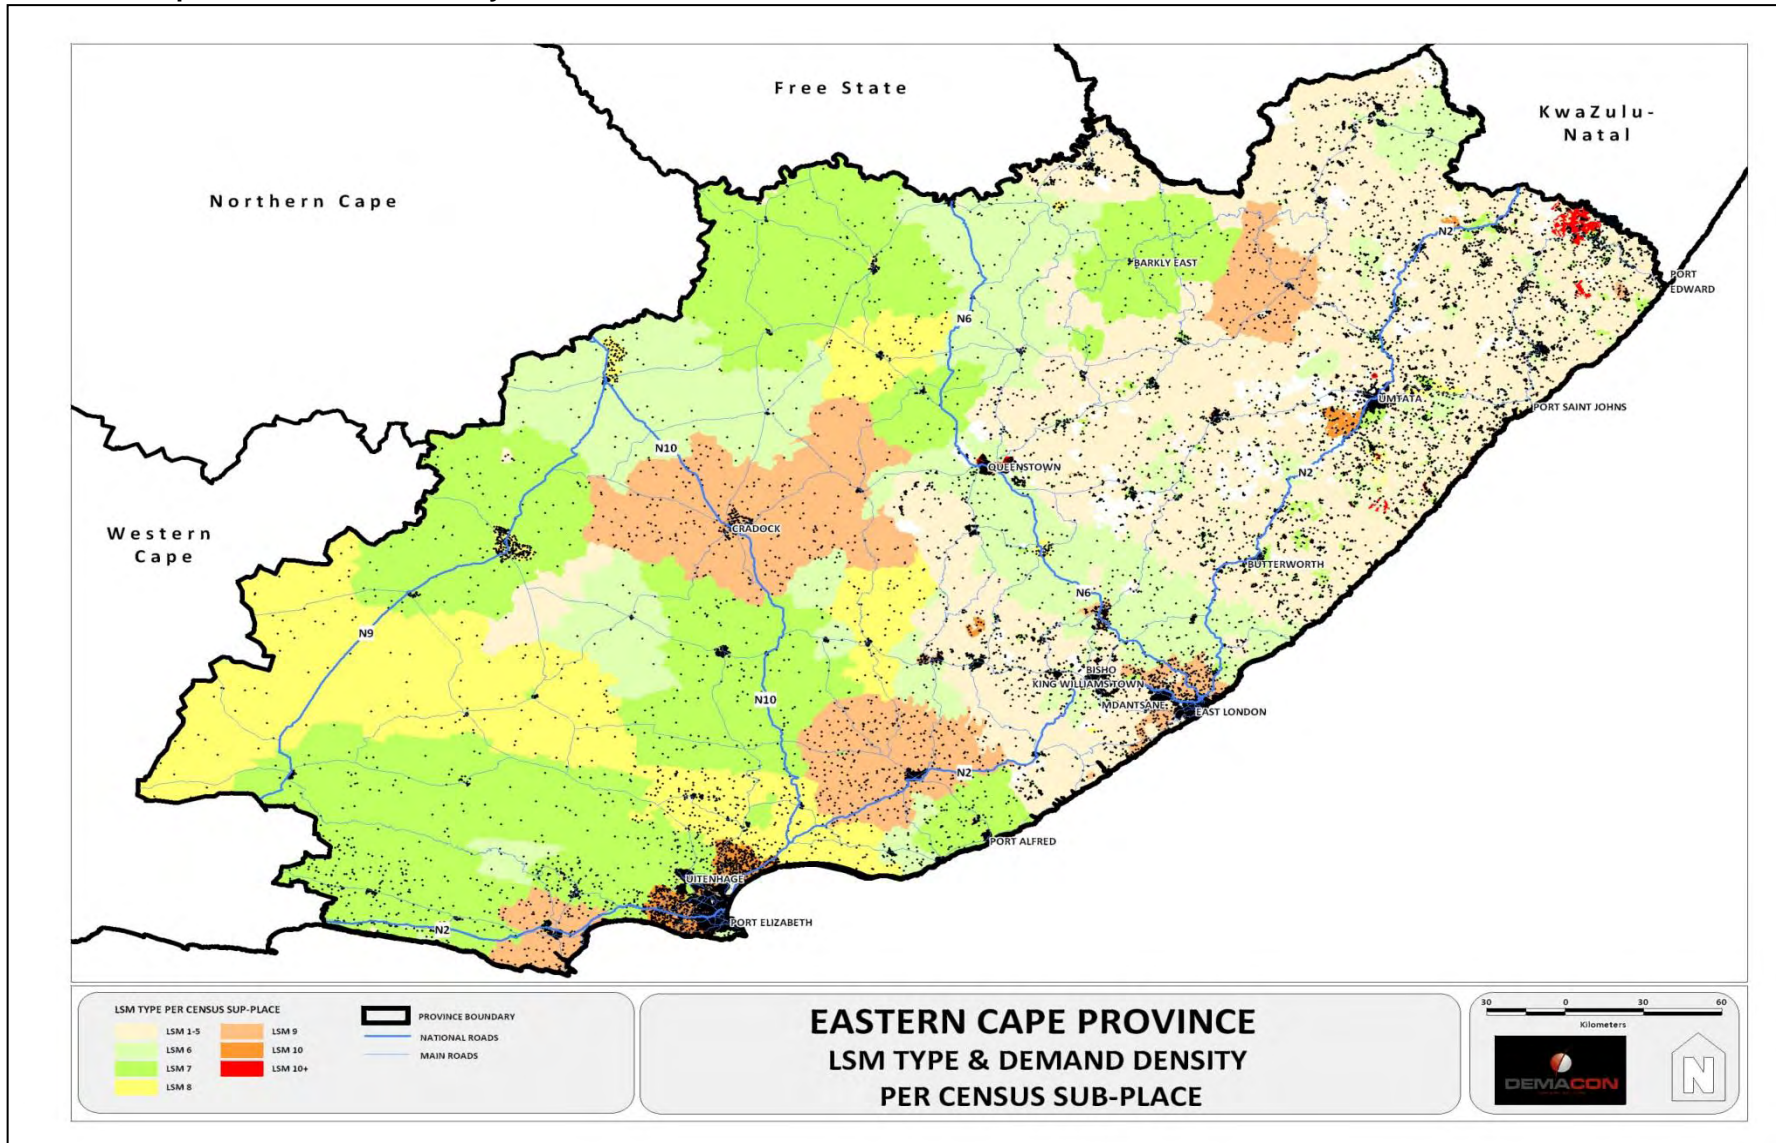 Free State
KwaZulu-
Natal
Northern Cape
Western
Cape
N2
PORT
EDWARD
BARKLY EAST
N6
UMTATA
PORT SAINT JOHNS
N10
QUEENSTOWN
N2
CRADOCK
BUTTERWORTH
N6
N9
BISHO
KING WILLIAMS TOWN
N10
MDANTSANE
EAST LONDON
N2
PORT ALFRED
UITENHAGE
PORT ELIZABETH
N2
LSM TYPE PER CENSUS SUP-PLACE
LSM 1-5
LSM 6
LSM 7
LSM 8
LSM 9
LSM 10
LSM 10+
PROVINCE BOUNDARY
NATIONAL ROADS
MAIN ROADS
EASTERN CAPE PROVINCE
LSM TYPE & DEMAND DENSITY
PER CENSUS SUB-PLACE
30 0 30 60
Kilometers
DEMACON
N